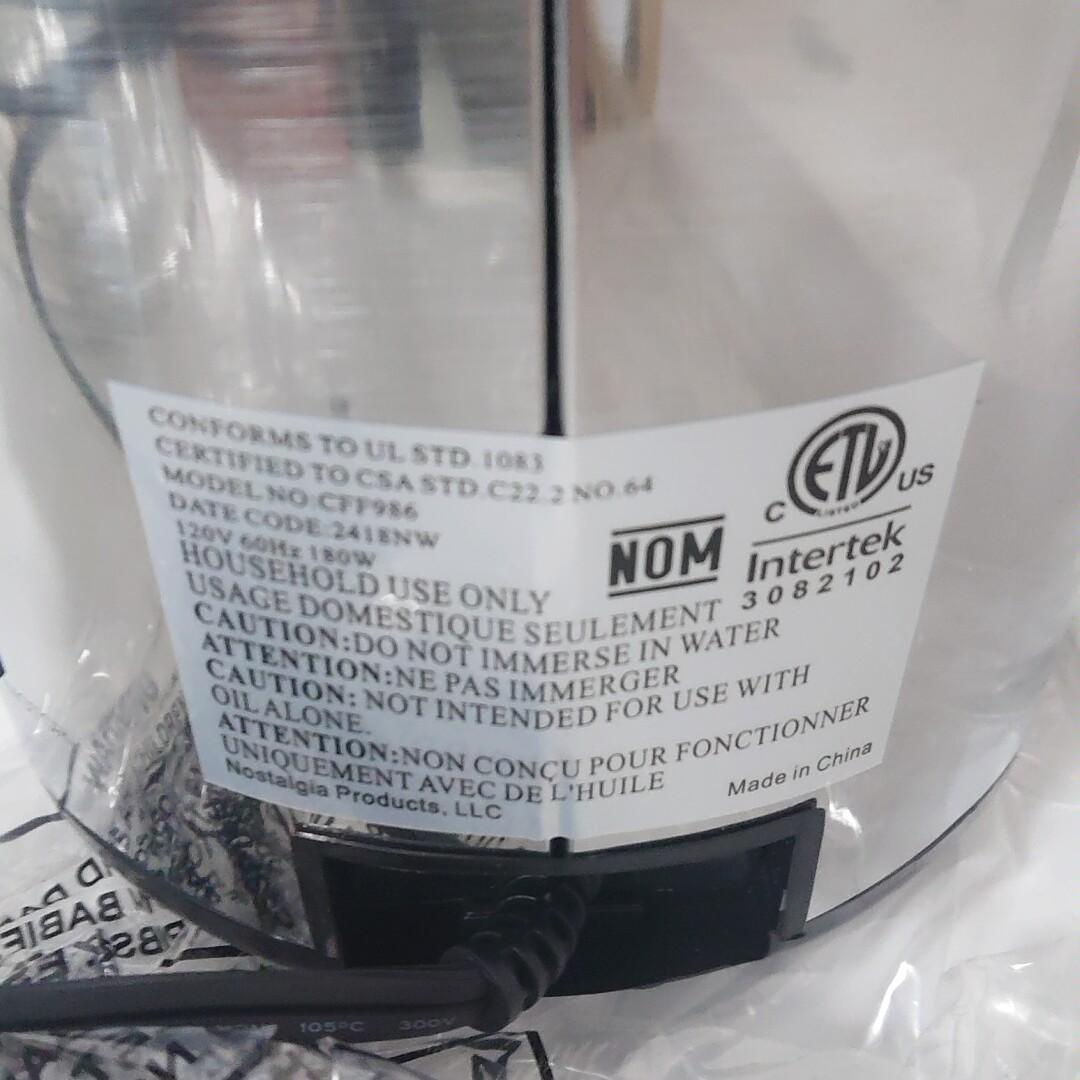 CONFORMS TO UL STD.1083
CERTIFIED TO CSA STD.C22.2 NO.64
MODEL NO:CFF986
DATE CODE:2418NW
120V 60Hz 180W
HOUSEHOLD USE ONLY
USAGE DOMESTIQUE SEULEMENT
CAUTION:DO NOT IMMERSE IN WATER
ATTENTION:NE PAS IMMERGER
CAUTION: NOT INTENDED FOR USE WITH
OIL ALONE.
ATTENTION:NON CONÇU POUR FONCTIONNER
UNIQUEMENT AVEC DE L'HUILE
Nostalgia Products, LLC
Made in China
NOM
ETL
LISTED
C US
Intertek
3082102
105°C 300V